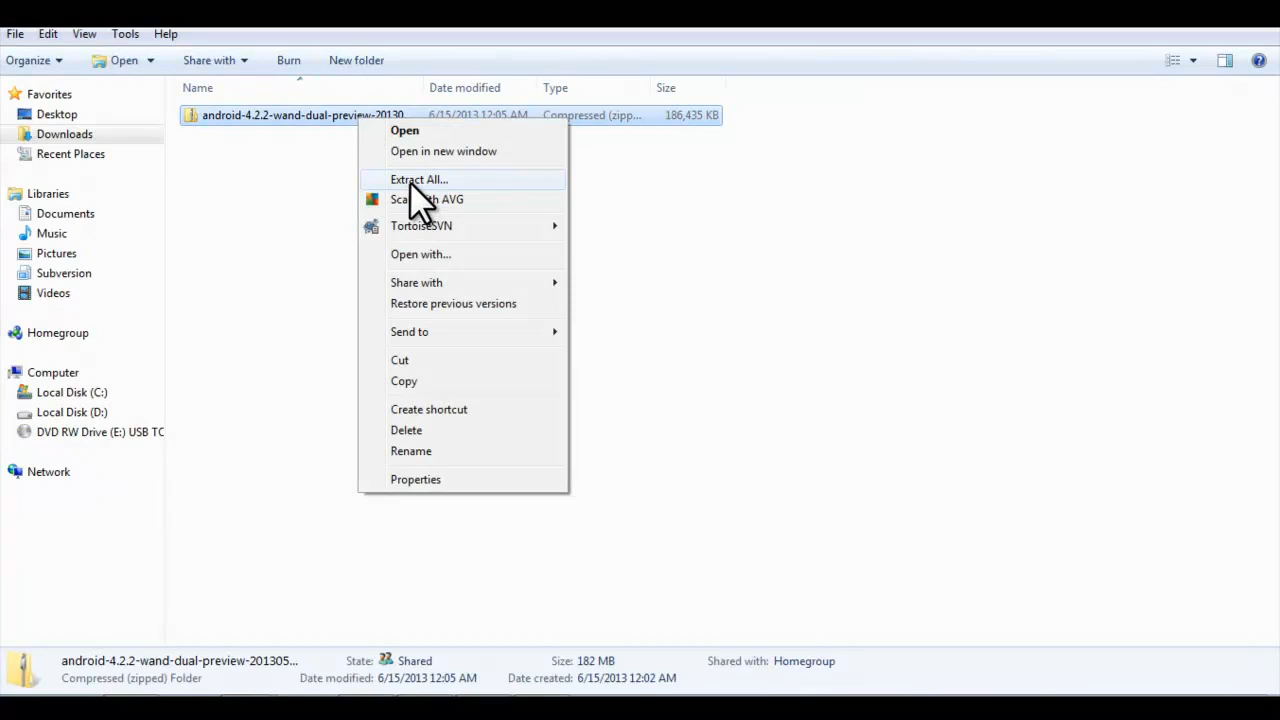 File Edit View Tools Help
Organize Open Share with Burn New folder
Name Date modified Type Size
android-4.2.2-wand-dual-preview-20130... 6/15/2013 12:05 AM Compressed (zipp... 186,435 KB
Favorites
Desktop
Downloads
Recent Places
Libraries
Documents
Music
Pictures
Subversion
Videos
Homegroup
Computer
Local Disk (C:)
Local Disk (D:)
DVD RW Drive (E:) USB TC
Network
Open
Open in new window
Extract All...
Scan with AVG
TortoiseSVN
Open with...
Share with
Restore previous versions
Send to
Cut
Copy
Create shortcut
Delete
Rename
Properties
android-4.2.2-wand-dual-preview-201305... State: Shared Size: 182 MB Shared with: Homegroup
Compressed (zipped) Folder Date modified: 6/15/2013 12:05 AM Date created: 6/15/2013 12:02 AM